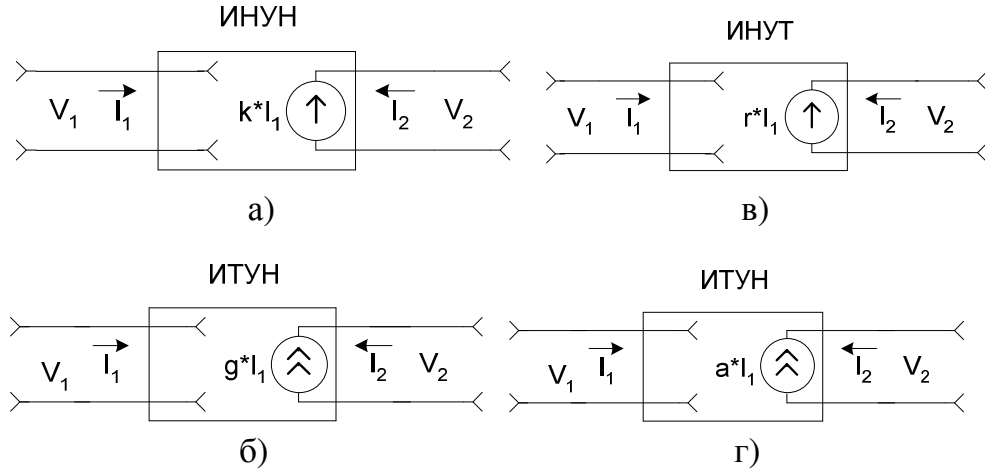 ИНУН
V₁ I₁ k*I₁ I₂ V₂
а)
ИНУТ
V₁ I₁ r*I₁ I₂ V₂
в)
ИТУН
V₁ I₁ g*I₁ I₂ V₂
б)
ИТУН
V₁ I₁ a*I₁ I₂ V₂
г)